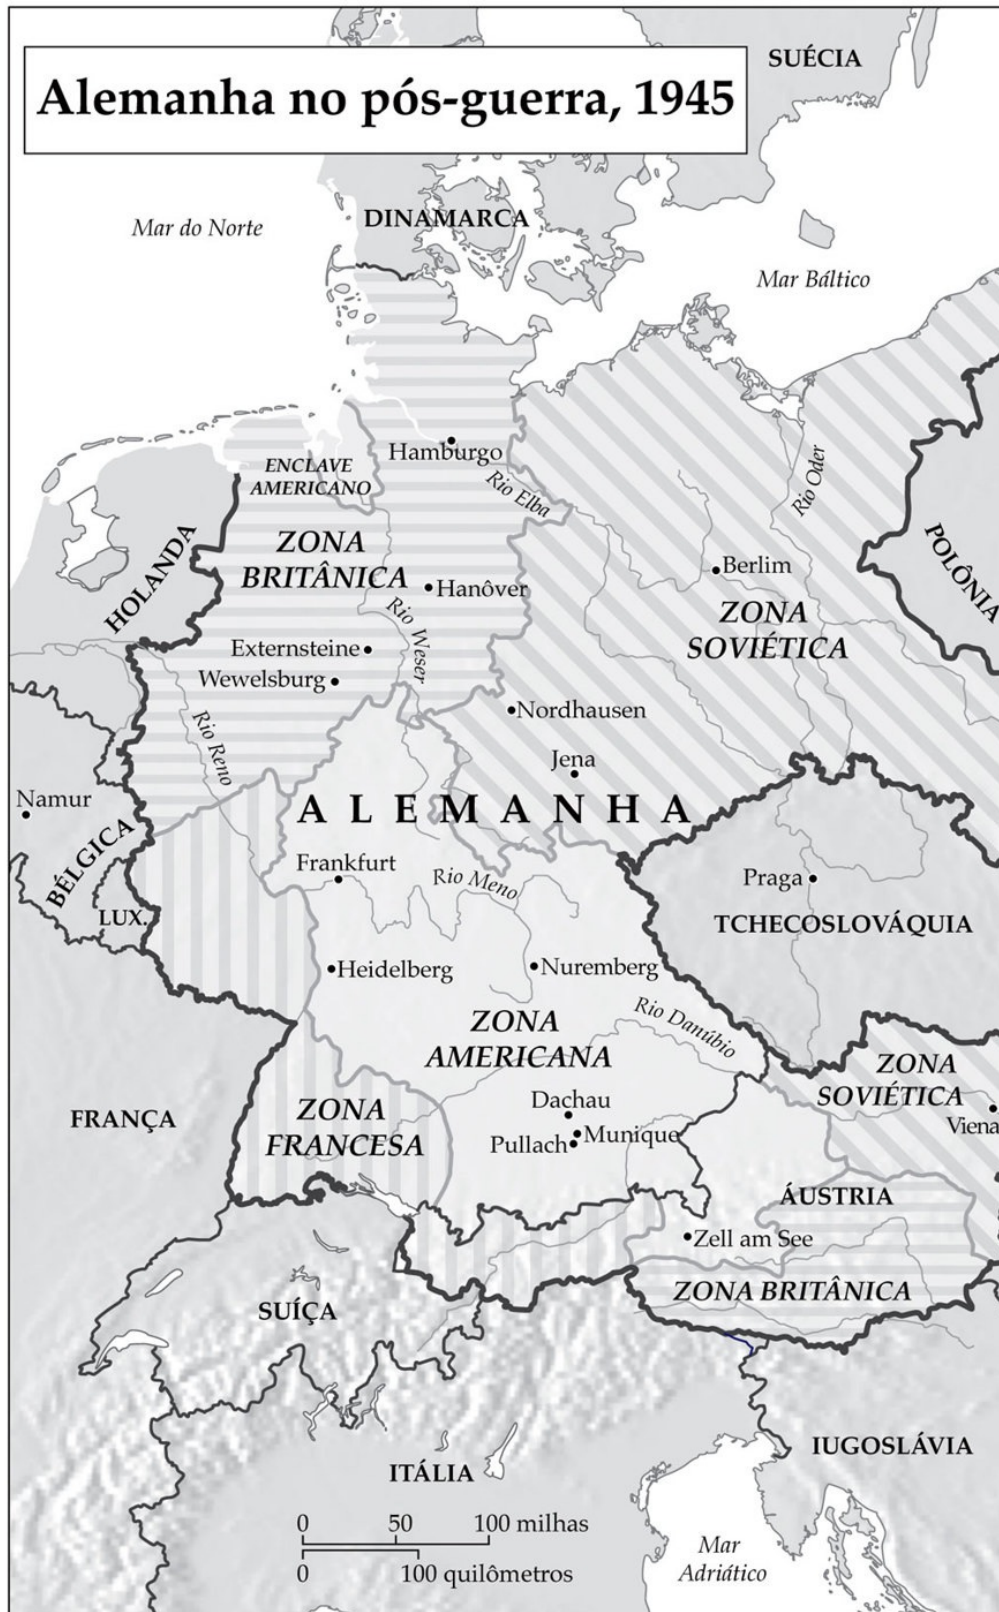 Alemanha no pós-guerra, 1945
SUÉCIA
Mar do Norte
DINAMARCA
Mar Báltico
Hamburgo
ENCLAVE
AMERICANO
Rio Elba
Rio Oder
ZONA
BRITÂNICA
HOLANDA
POLÔNIA
Berlim
Hanôver
Rio Weser
ZONA
SOVIÉTICA
Externsteine
Wewelsburg
Nordhausen
Rio Reno
Jena
Namur
ALEMANHA
BÉLGICA
Frankfurt
Rio Meno
Praga
LUX.
TCHECOSLOVÁQUIA
Heidelberg
Nuremberg
ZONA
AMERICANA
Rio Danúbio
ZONA
SOVIÉTICA
Viena
FRANÇA
ZONA
FRANCESA
Dachau
Munique
Pullach
ÁUSTRIA
Zell am See
ZONA BRITÂNICA
SUÍÇA
IUGOSLÁVIA
ITÁLIA
0 50 100 milhas
0 100 quilômetros
Mar
Adriático